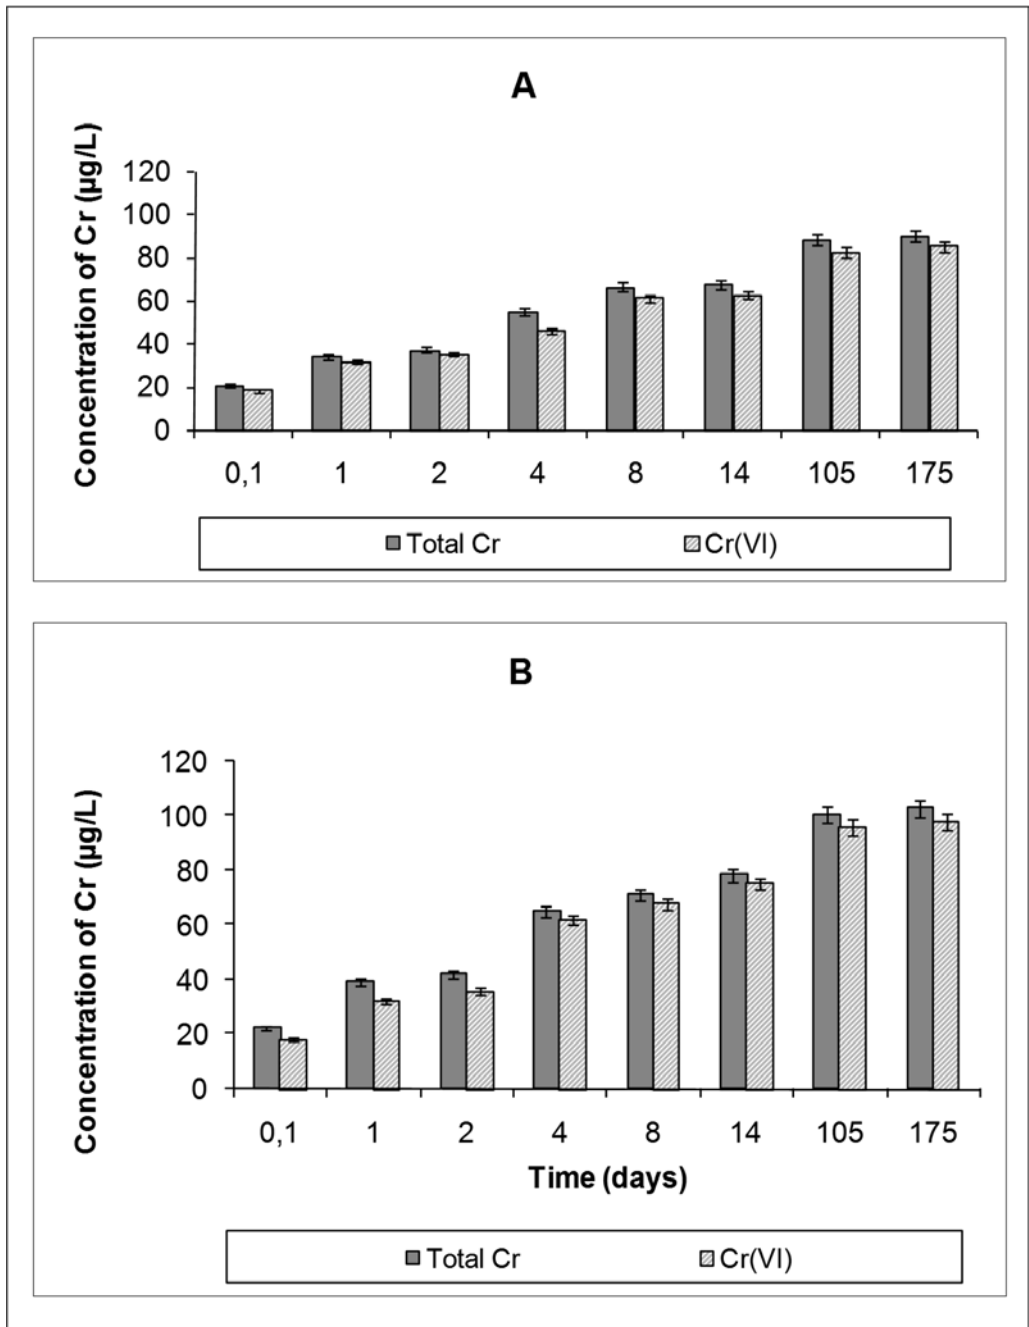 A
Concentration of Cr (µg/L)
120
100
80
60
40
20
0
0,1 1 2 4 8 14 105 175
Total Cr Cr(VI)
B
Concentration of Cr (µg/L)
120
100
80
60
40
20
0
0,1 1 2 4 8 14 105 175
Time (days)
Total Cr Cr(VI)